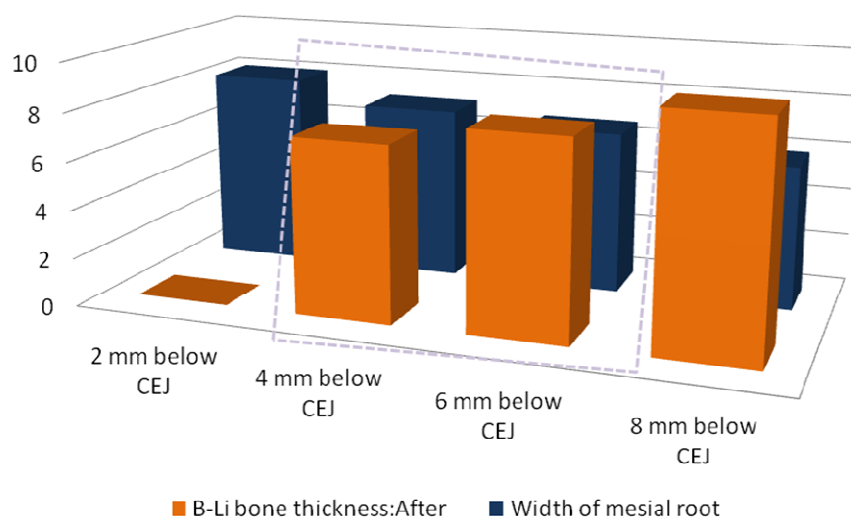 10
8
6
4
2
0
2 mm below
CEJ
4 mm below
CEJ
6 mm below
CEJ
8 mm below
CEJ
B-Li bone thickness:After
Width of mesial root